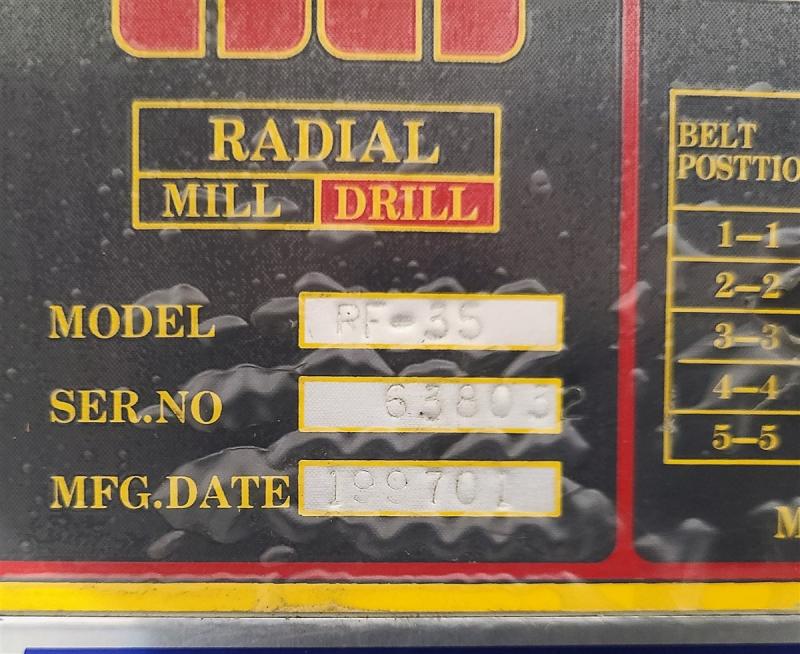 RADIAL
MILL DRILL
MODEL RF-35
SER.NO 638032
MFG.DATE 199701
BELT
POSTTIO
1-1
2-2
3-3
4-4
5-5
M